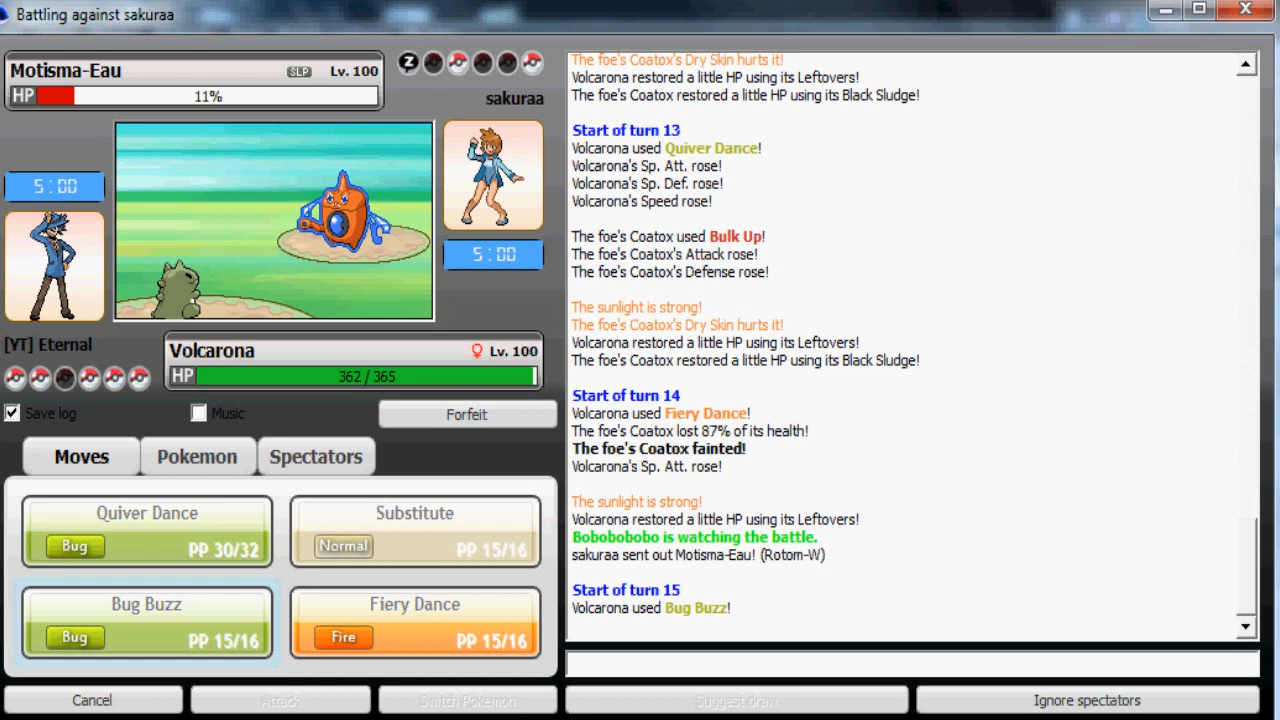 Battling against sakuraa
Motisma-Eau SLP Lv. 100
HP 11%
sakuraa
5:00
5:00
[YT] Eternal
Volcarona ♀ Lv. 100
HP 362 / 365
Save log
Music
Forfeit
Moves
Pokemon
Spectators
Quiver Dance
Bug PP 30/32
Substitute
Normal PP 15/16
Bug Buzz
Bug PP 15/16
Fiery Dance
Fire PP 15/16
Cancel
Attack
Switch Pokemon
The foe's Coatox's Dry Skin hurts it!
Volcarona restored a little HP using its Leftovers!
The foe's Coatox restored a little HP using its Black Sludge!
Start of turn 13
Volcarona used Quiver Dance!
Volcarona's Sp. Att. rose!
Volcarona's Sp. Def. rose!
Volcarona's Speed rose!
The foe's Coatox used Bulk Up!
The foe's Coatox's Attack rose!
The foe's Coatox's Defense rose!
The sunlight is strong!
The foe's Coatox's Dry Skin hurts it!
Volcarona restored a little HP using its Leftovers!
The foe's Coatox restored a little HP using its Black Sludge!
Start of turn 14
Volcarona used Fiery Dance!
The foe's Coatox lost 87% of its health!
The foe's Coatox fainted!
Volcarona's Sp. Att. rose!
The sunlight is strong!
Volcarona restored a little HP using its Leftovers!
Bobobobobo is watching the battle.
sakuraa sent out Motisma-Eau! (Rotom-W)
Start of turn 15
Volcarona used Bug Buzz!
Suggest draw
Ignore spectators